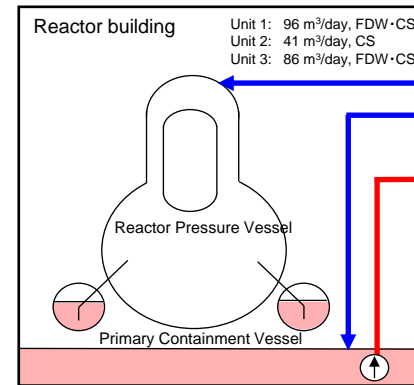 Reactor building
Unit 1: 96 m³/day, FDW・CS
Unit 2: 41 m³/day, CS
Unit 3: 86 m³/day, FDW・CS
Reactor Pressure Vessel
Primary Containment Vessel